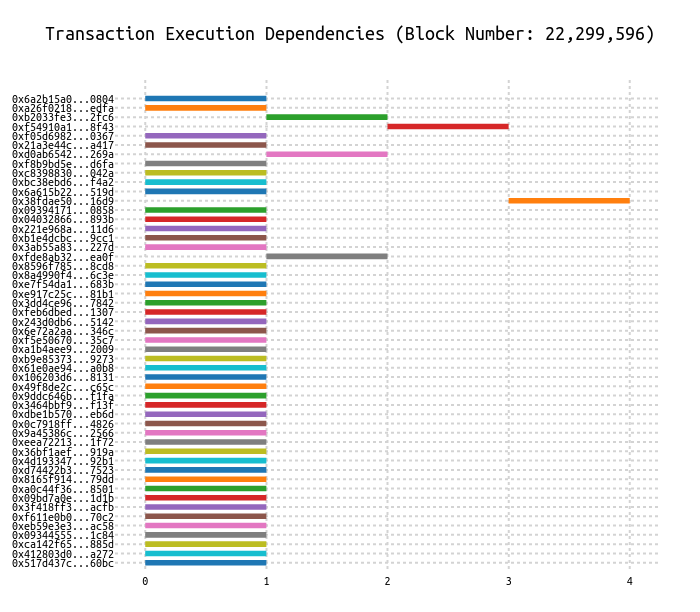 Transaction Execution Dependencies (Block Number: 22,299,596)
0x6a2b15a0...0804
0xa26f0218...edfa
0xb2033fe3...2fc6
0xf54910a1...8f43
0xf05d6982...0367
0x21a3e44c...a417
0xd0ab6542...269a
0xf8b9bd5e...d6fa
0xc8398830...042a
0xbc38ebd6...f4a2
0x6a615b22...519d
0x38fdae50...16d9
0x09394171...0858
0x04032866...893b
0x221e968a...11d6
0xb1e4dcbc...9cc1
0x3ab55a83...227d
0xfde8ab32...ea0f
0x8596f785...8cd8
0x8a4990f4...6c3e
0xe7f54da1...683b
0xe917c25c...81b1
0x3dd4ce96...7842
0xfeb6dbed...1307
0x243d0db6...5142
0x6e72a2aa...346c
0xf5e50670...35c7
0xa1b4aee9...2009
0xb9e85373...9273
0x61e0ae94...a0b8
0x106203d6...8131
0x49f8de2c...c65c
0x9ddc646b...f1fa
0x3464bbf9...f13f
0xdbe1b570...eb6d
0x0c7918ff...4826
0x9a45386c...2566
0xeea72213...1f72
0x36bf1aef...919a
0x4d193347...92b1
0xd74422b3...7523
0x8165f914...79dd
0xa0c44f36...8501
0x09bd7a0e...1d1b
0x3f418ff3...acfb
0xf611e0b0...70c2
0xeb59e3e3...ac58
0x09344555...1c84
0xca142f65...885d
0x412803d0...a272
0x517d437c...60bc
0 1 2 3 4